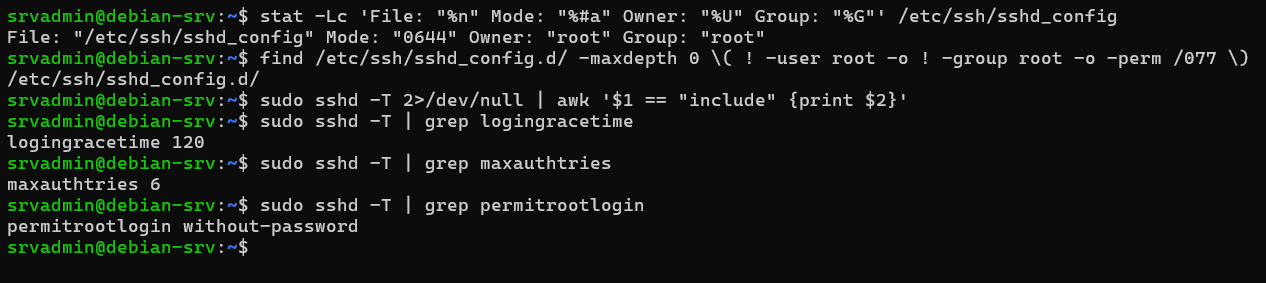 srvadmin@debian-srv:~$ stat -Lc 'File: "%n" Mode: "%#a" Owner: "%U" Group: "%G"' /etc/ssh/sshd_config
File: "/etc/ssh/sshd_config" Mode: "0644" Owner: "root" Group: "root"
srvadmin@debian-srv:~$ find /etc/ssh/sshd_config.d/ -maxdepth 0 \( ! -user root -o ! -group root -o -perm /077 \)
/etc/ssh/sshd_config.d/
srvadmin@debian-srv:~$ sudo sshd -T 2>/dev/null | awk '$1 == "include" {print $2}'
srvadmin@debian-srv:~$ sudo sshd -T | grep logingracetime
logingracetime 120
srvadmin@debian-srv:~$ sudo sshd -T | grep maxauthtries
maxauthtries 6
srvadmin@debian-srv:~$ sudo sshd -T | grep permitrootlogin
permitrootlogin without-password
srvadmin@debian-srv:~$